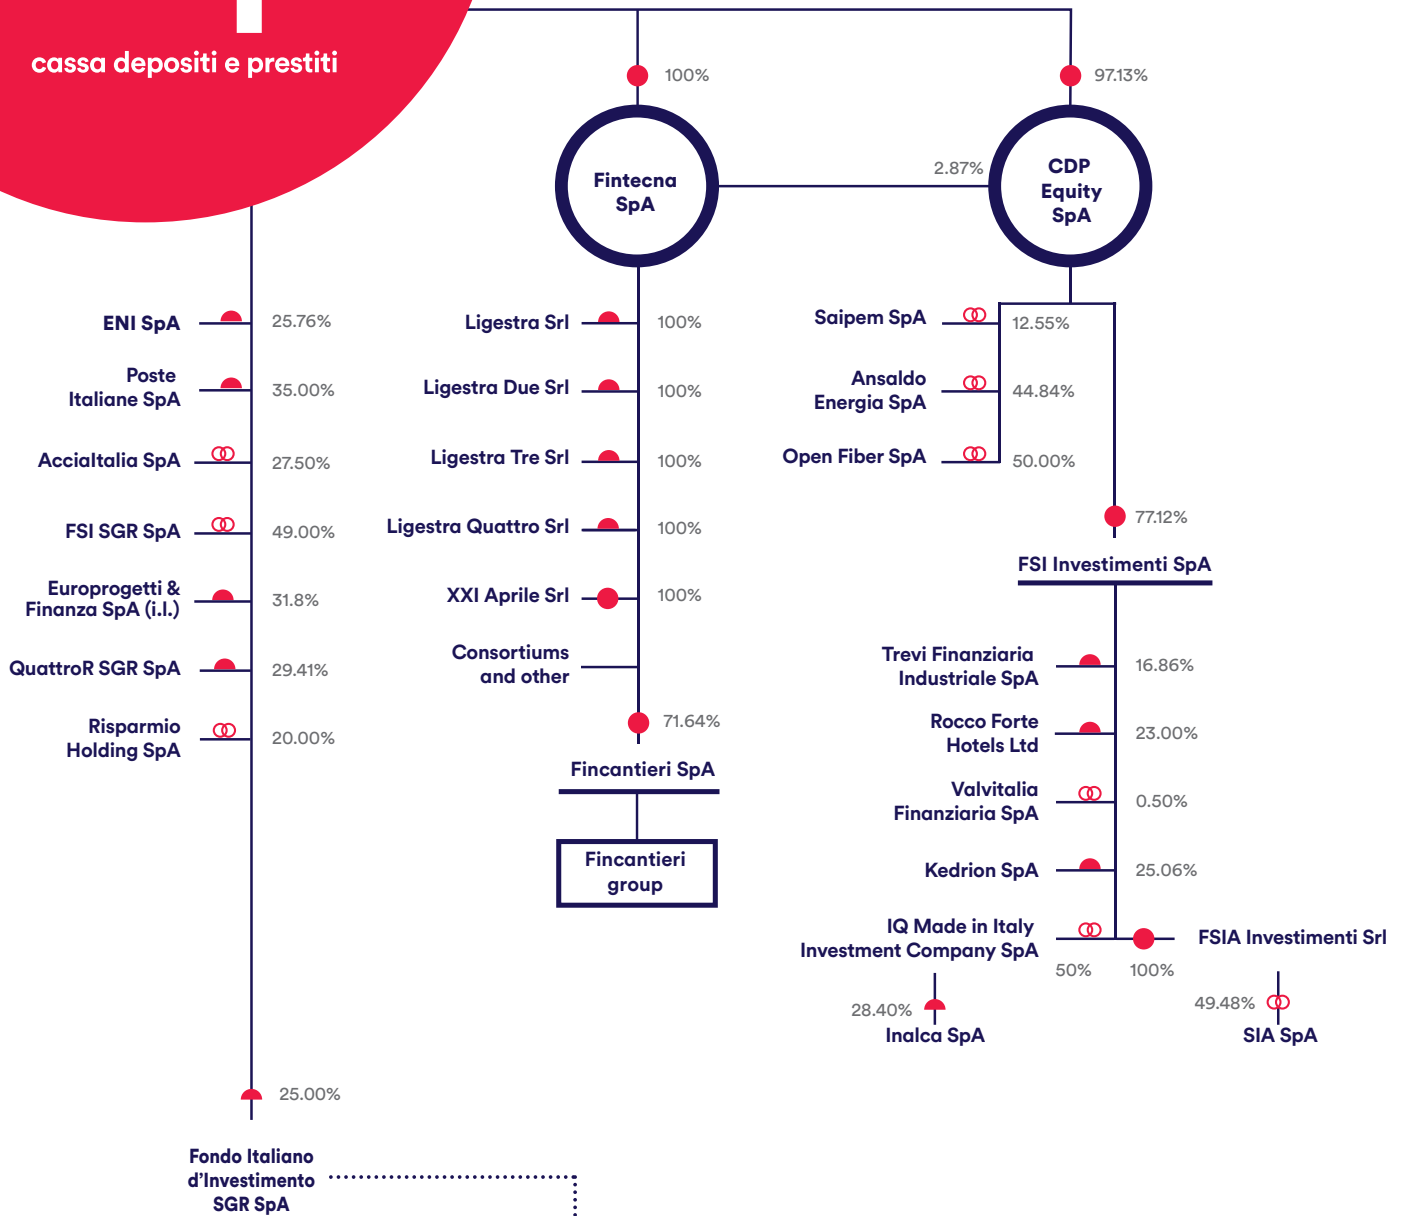 cassa depositi e prestiti
100%
97.13%
Fintecna
SpA
2.87%
CDP
Equity
SpA
ENI SpA
25.76%
Poste
Italiane SpA
35.00%
AcciaItalia SpA
27.50%
FSI SGR SpA
49.00%
Europrogetti &
Finanza SpA (i.l.)
31.8%
QuattroR SGR SpA
29.41%
Risparmio
Holding SpA
20.00%
Ligestra Srl
100%
Ligestra Due Srl
100%
Ligestra Tre Srl
100%
Ligestra Quattro Srl
100%
XXI Aprile Srl
100%
Consortiums
and other
71.64%
Fincantieri SpA
Fincantieri
group
Saipem SpA
12.55%
Ansaldo
Energia SpA
44.84%
Open Fiber SpA
50.00%
77.12%
FSI Investimenti SpA
Trevi Finanziaria
Industriale SpA
16.86%
Rocco Forte
Hotels Ltd
23.00%
Valvitalia
Finanziaria SpA
0.50%
Kedrion SpA
25.06%
IQ Made in Italy
Investment Company SpA
50%
100%
FSIA Investimenti Srl
28.40%
Inalca SpA
49.48%
SIA SpA
25.00%
Fondo Italiano
d’Investimento
SGR SpA